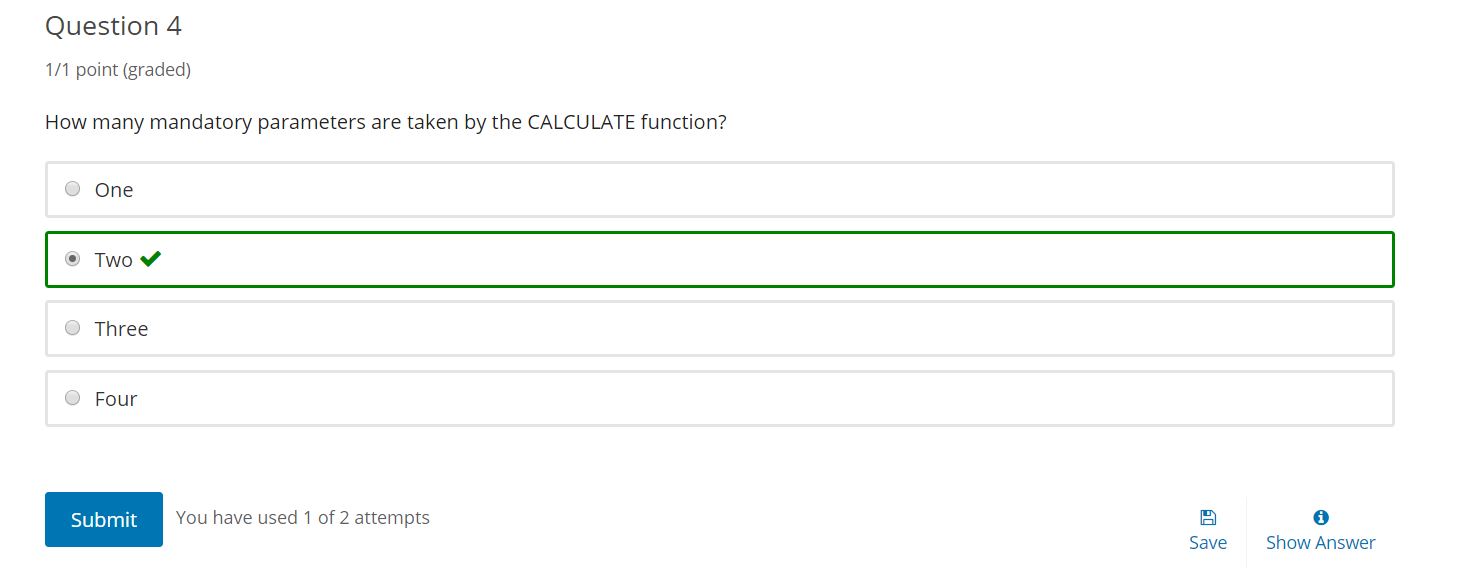 Question 4
1/1 point (graded)
How many mandatory parameters are taken by the CALCULATE function?
One
Two
Three
Four
Submit
You have used 1 of 2 attempts
Save
Show Answer